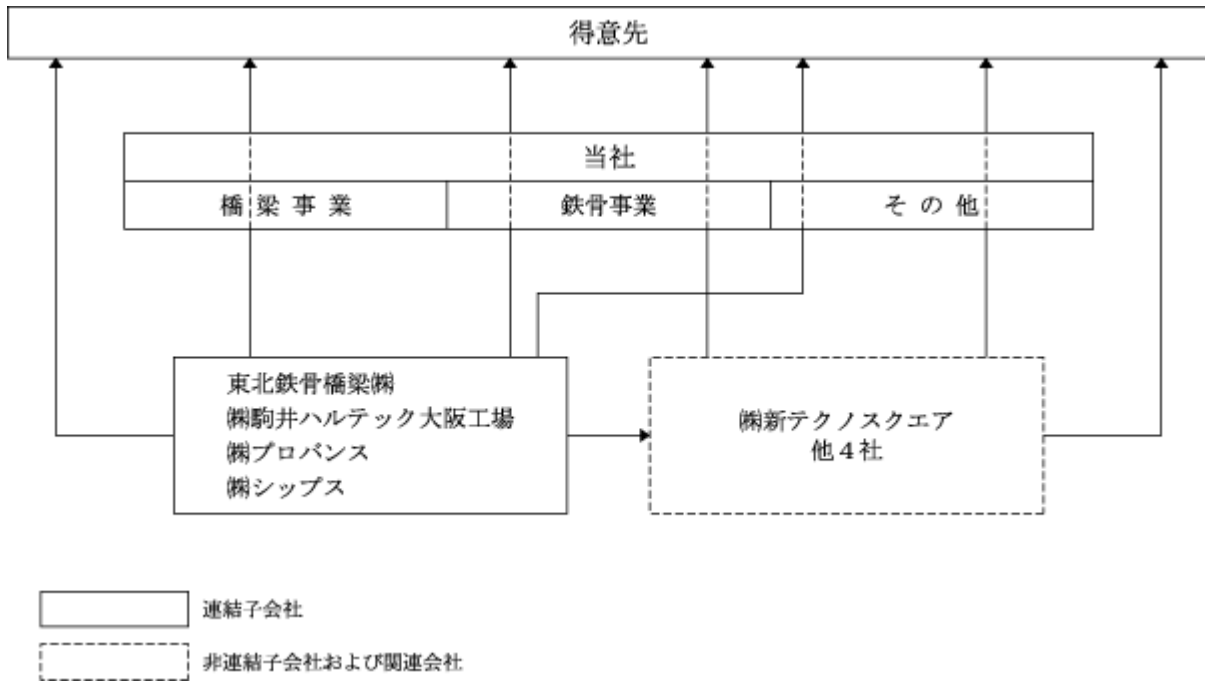 得意先
当社
橋梁事業
鉄骨事業
その他
東北鉄骨橋梁㈱
㈱駒井ハルテック大阪工場
㈱プロバンス
㈱シップス
㈱新テクノスクエア
他４社
連結子会社
非連結子会社および関連会社